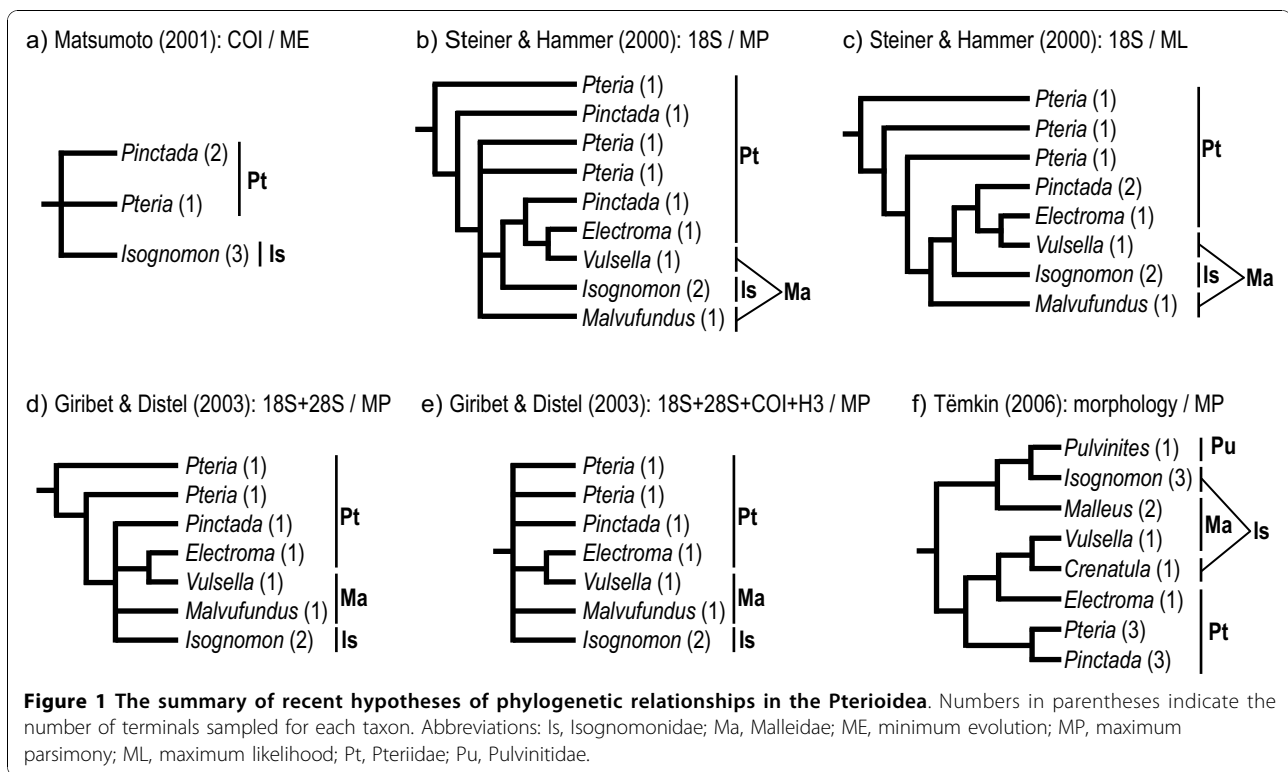 a) Matsumoto (2001): COI / ME
Pinctada (2)
Pteria (1)
Isognomon (3)
Pt
Is
b) Steiner & Hammer (2000): 18S / MP
Pteria (1)
Pinctada (1)
Pteria (1)
Pteria (1)
Pinctada (1)
Electroma (1)
Vulsella (1)
Isognomon (2)
Malvufundus (1)
Pt
Is
Ma
c) Steiner & Hammer (2000): 18S / ML
Pteria (1)
Pteria (1)
Pteria (1)
Pinctada (2)
Electroma (1)
Vulsella (1)
Isognomon (2)
Malvufundus (1)
Pt
Is
Ma
d) Giribet & Distel (2003): 18S+28S / MP
Pteria (1)
Pteria (1)
Pinctada (1)
Electroma (1)
Vulsella (1)
Malvufundus (1)
Isognomon (2)
Pt
Ma
Is
e) Giribet & Distel (2003): 18S+28S+COI+H3 / MP
Pteria (1)
Pteria (1)
Pinctada (1)
Electroma (1)
Vulsella (1)
Malvufundus (1)
Isognomon (2)
Pt
Ma
Is
f) Tëmkin (2006): morphology / MP
Pulvinites (1)
Isognomon (3)
Malleus (2)
Vulsella (1)
Crenatula (1)
Electroma (1)
Pteria (3)
Pinctada (3)
Pu
Ma
Is
Pt
Figure 1 The summary of recent hypotheses of phylogenetic relationships in the Pterioidea. Numbers in parentheses indicate the
number of terminals sampled for each taxon. Abbreviations: Is, Isognomonidae; Ma, Malleidae; ME, minimum evolution; MP, maximum
parsimony; ML, maximum likelihood; Pt, Pteriidae; Pu, Pulvinitidae.